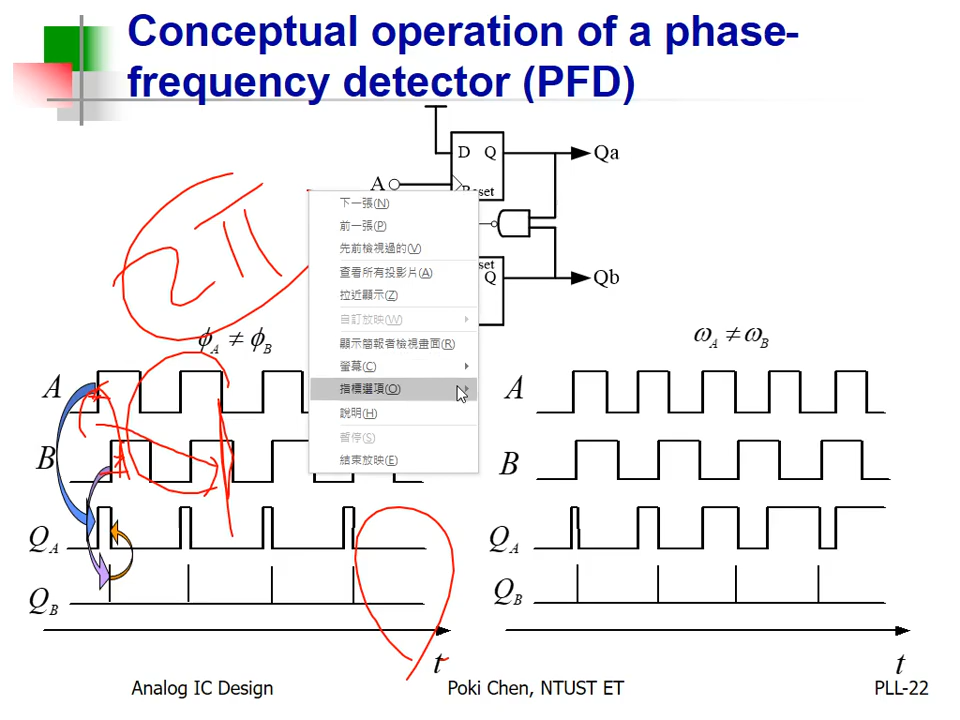 Conceptual operation of a phase-
frequency detector (PFD)
D Q
Qa
A
Reset
下一張(N)
前一張(P)
先前檢視過的(V)
查看所有投影片(A)
拉近顯示(Z)
自訂放映(W)
顯示簡報者檢視畫面(R)
螢幕(C)
指標選項(O)
說明(H)
暫停(S)
結束放映(E)
set
Q
Qb
2π
ϕA ≠ ϕB
ωA ≠ ωB
A
A
B
B
QA
QA
QB
QB
t
t
Analog IC Design
Poki Chen, NTUST ET
PLL-22